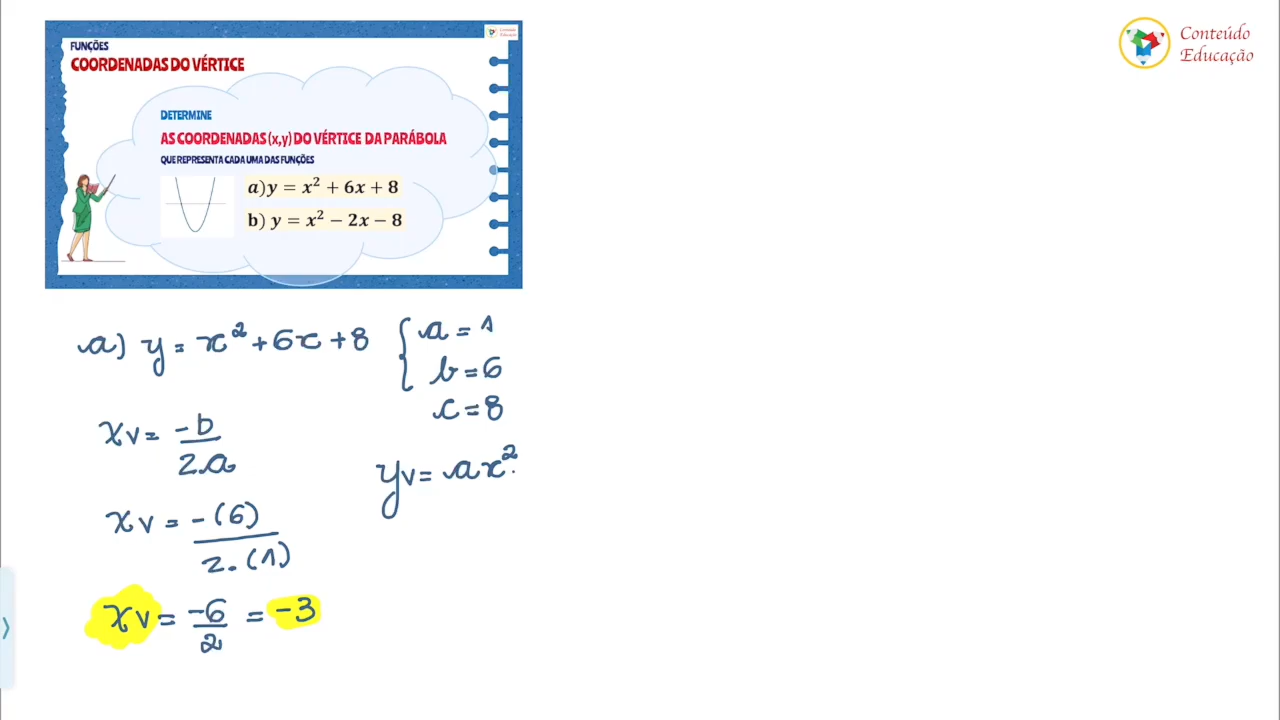 FUNÇÕES
COORDENADAS DO VÉRTICE
Conteúdo
Educação
DETERMINE
AS COORDENADAS (x,y) DO VÉRTICE DA PARÁBOLA
QUE REPRESENTA CADA UMA DAS FUNÇÕES
a)y = x² + 6x + 8
b) y = x² − 2x − 8
Conteúdo
Educação
a) y = x² + 6x + 8
a = 1
b = 6
c = 8
xv = -b/2.a
yv = ax²
xv = -(6)/2.(1)
xv = -6/2 = -3